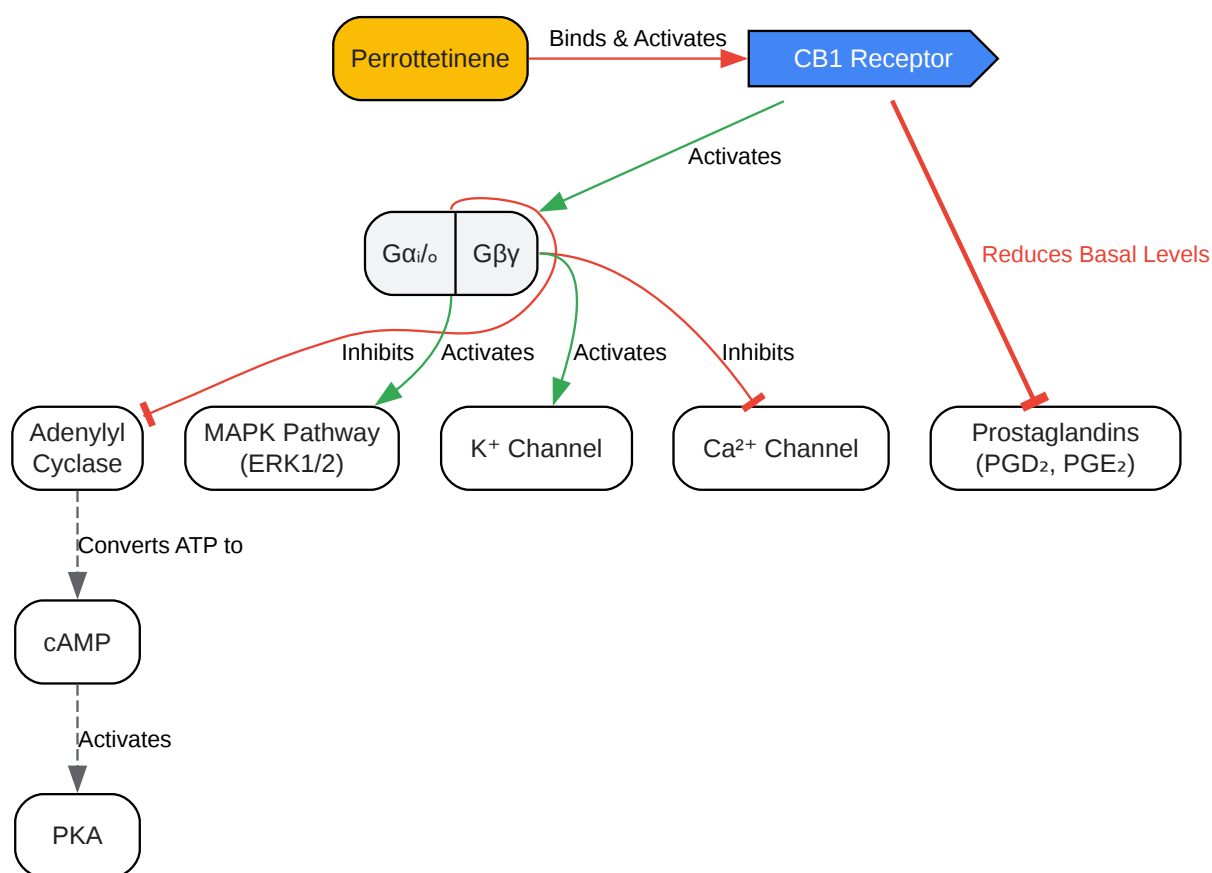 Perrottetinene
Binds & Activates
CB1 Receptor
Activates
Gαᵢ/ₒ
Gβγ
Reduces Basal Levels
Inhibits
Activates
Activates
Inhibits
Adenylyl
Cyclase
MAPK Pathway
(ERK1/2)
K⁺ Channel
Ca²⁺ Channel
Prostaglandins
(PGD₂, PGE₂)
Converts ATP to
cAMP
Activates
PKA